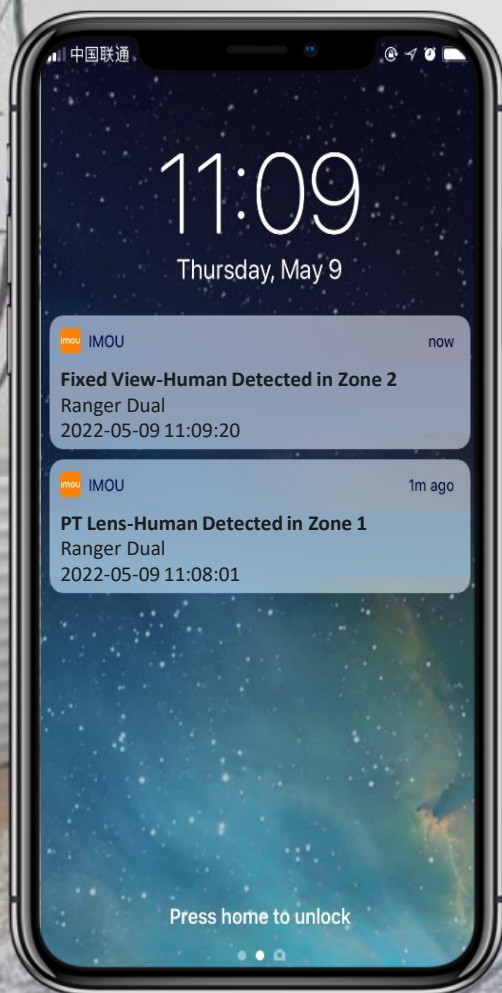 中国联通
11:09
Thursday, May 9
imou IMOU now
Fixed View-Human Detected in Zone 2
Ranger Dual
2022-05-09 11:09:20
imou IMOU 1m ago
PT Lens-Human Detected in Zone 1
Ranger Dual
2022-05-09 11:08:01
Press home to unlock